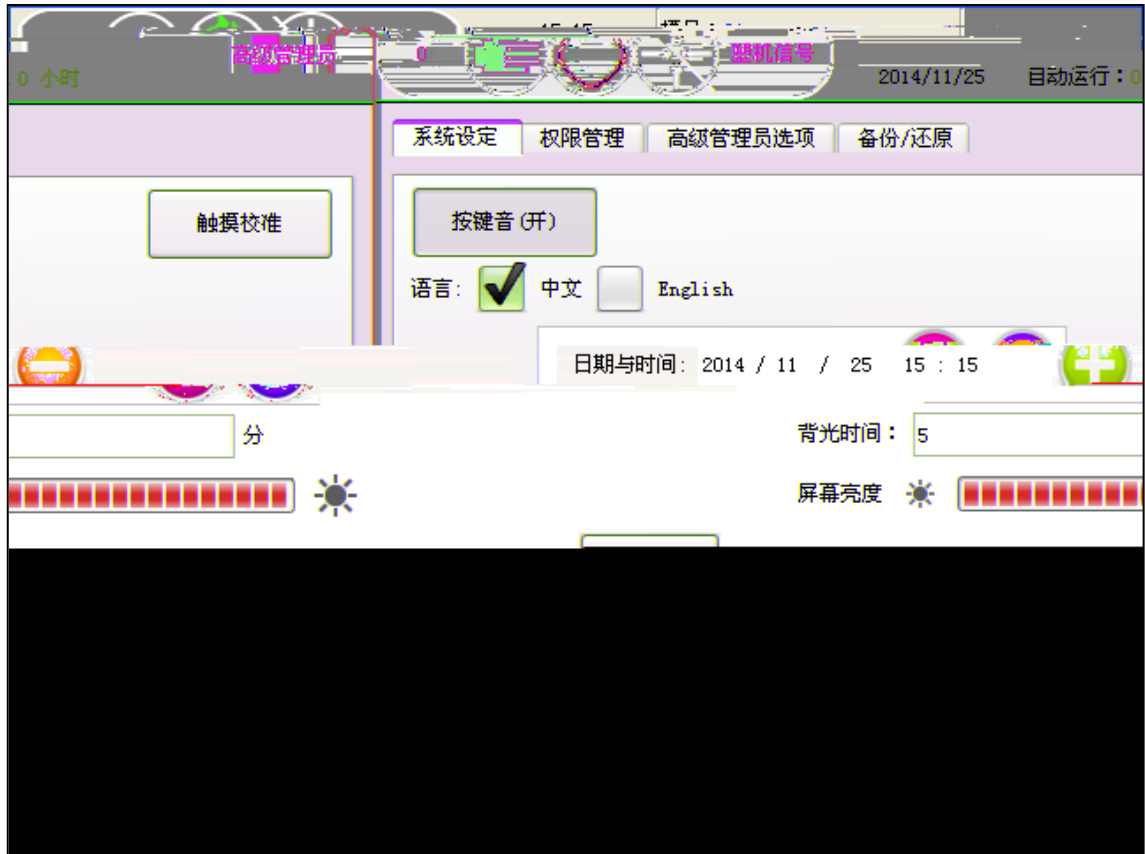 高级管理员 0 塑机信号
0 小时 2014/11/25 自动运行：0
系统设定 权限管理 高级管理员选项 备份/还原
触摸校准 按键音(开)
语言: 中文 English
日期与时间: 2014 / 11 / 25 15 : 15
分 背光时间： 5
屏幕亮度